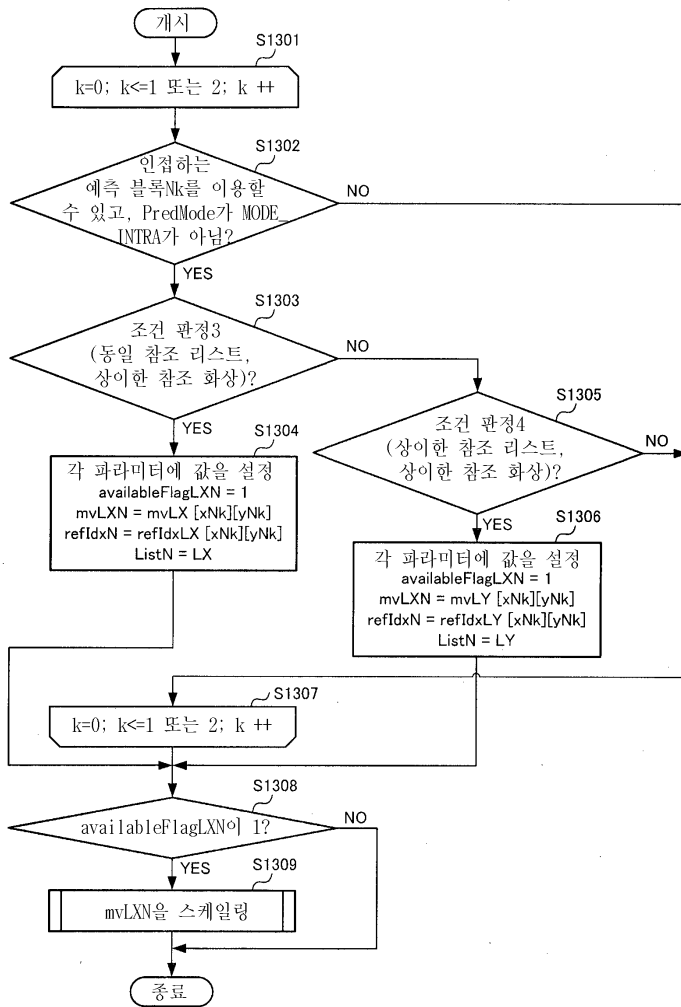 개시
S1301
k=0; k<=1 또는 2; k ++
S1302
인접하는
예측 블록Nk를 이용할
수 있고, PredMode가 MODE_
INTRA가 아님?
NO
YES
S1303
조건 판정3
(동일 참조 리스트,
상이한 참조 화상)?
NO
YES
S1305
조건 판정4
(상이한 참조 리스트,
상이한 참조 화상)?
NO
YES
S1304
각 파라미터에 값을 설정
availableFlagLXN = 1
mvLXN = mvLX [xNk][yNk]
refIdxN = refIdxLX [xNk][yNk]
ListN = LX
S1306
각 파라미터에 값을 설정
availableFlagLXN = 1
mvLXN = mvLY [xNk][yNk]
refIdxN = refIdxLY [xNk][yNk]
ListN = LY
S1307
k=0; k<=1 또는 2; k ++
S1308
availableFlagLXN이 1?
NO
YES
S1309
mvLXN을 스케일링
종료